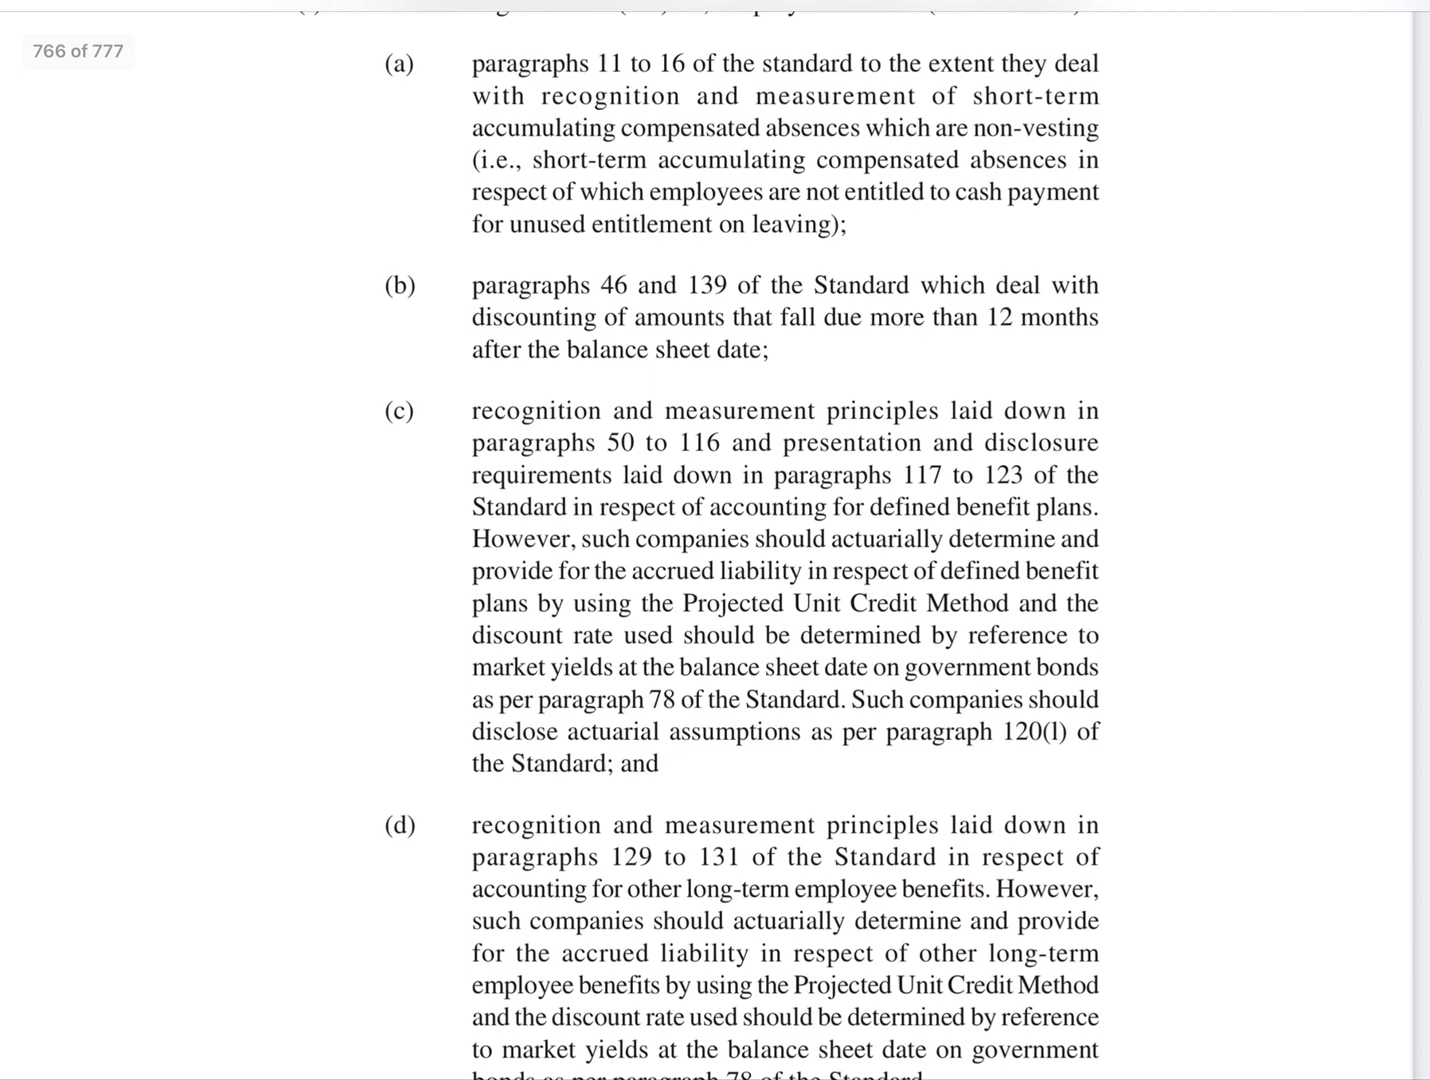 766 of 777
(a) paragraphs 11 to 16 of the standard to the extent they deal
with recognition and measurement of short-term
accumulating compensated absences which are non-vesting
(i.e., short-term accumulating compensated absences in
respect of which employees are not entitled to cash payment
for unused entitlement on leaving);
(b) paragraphs 46 and 139 of the Standard which deal with
discounting of amounts that fall due more than 12 months
after the balance sheet date;
(c) recognition and measurement principles laid down in
paragraphs 50 to 116 and presentation and disclosure
requirements laid down in paragraphs 117 to 123 of the
Standard in respect of accounting for defined benefit plans.
However, such companies should actuarially determine and
provide for the accrued liability in respect of defined benefit
plans by using the Projected Unit Credit Method and the
discount rate used should be determined by reference to
market yields at the balance sheet date on government bonds
as per paragraph 78 of the Standard. Such companies should
disclose actuarial assumptions as per paragraph 120(l) of
the Standard; and
(d) recognition and measurement principles laid down in
paragraphs 129 to 131 of the Standard in respect of
accounting for other long-term employee benefits. However,
such companies should actuarially determine and provide
for the accrued liability in respect of other long-term
employee benefits by using the Projected Unit Credit Method
and the discount rate used should be determined by reference
to market yields at the balance sheet date on government
bonds as per paragraph 78 of the Standard